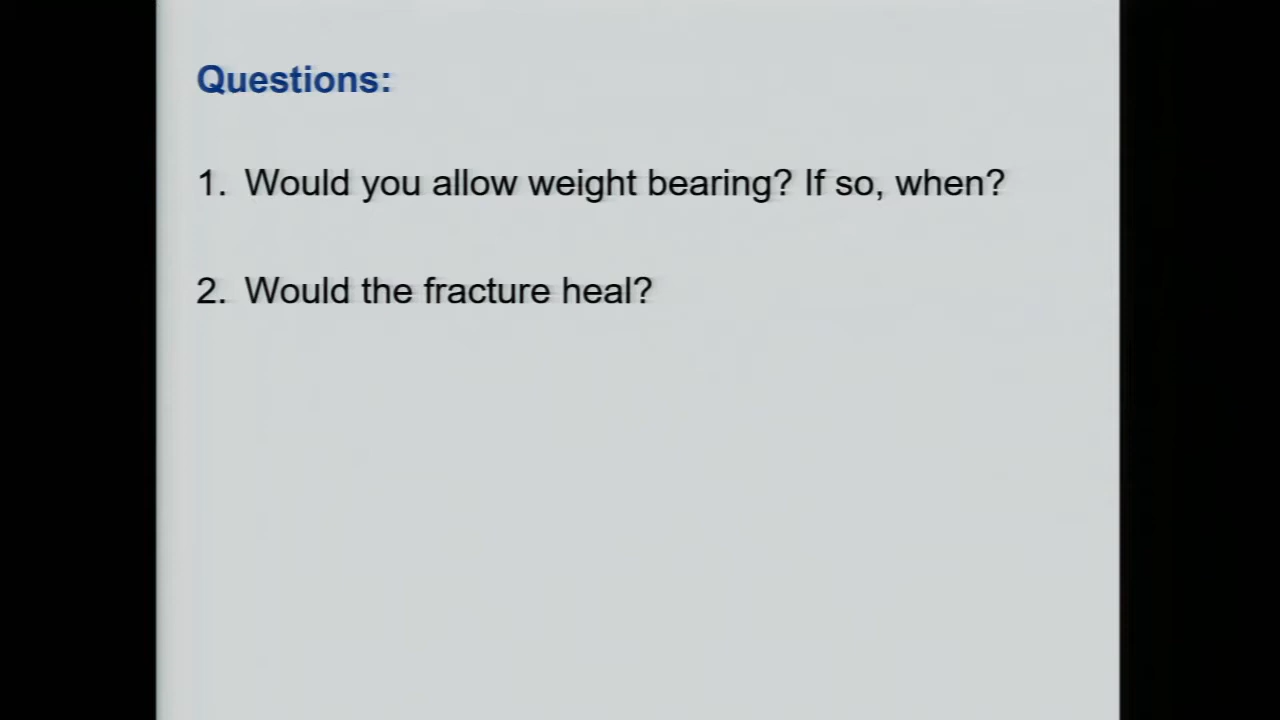 Questions:
1. Would you allow weight bearing? If so, when?
2. Would the fracture heal?